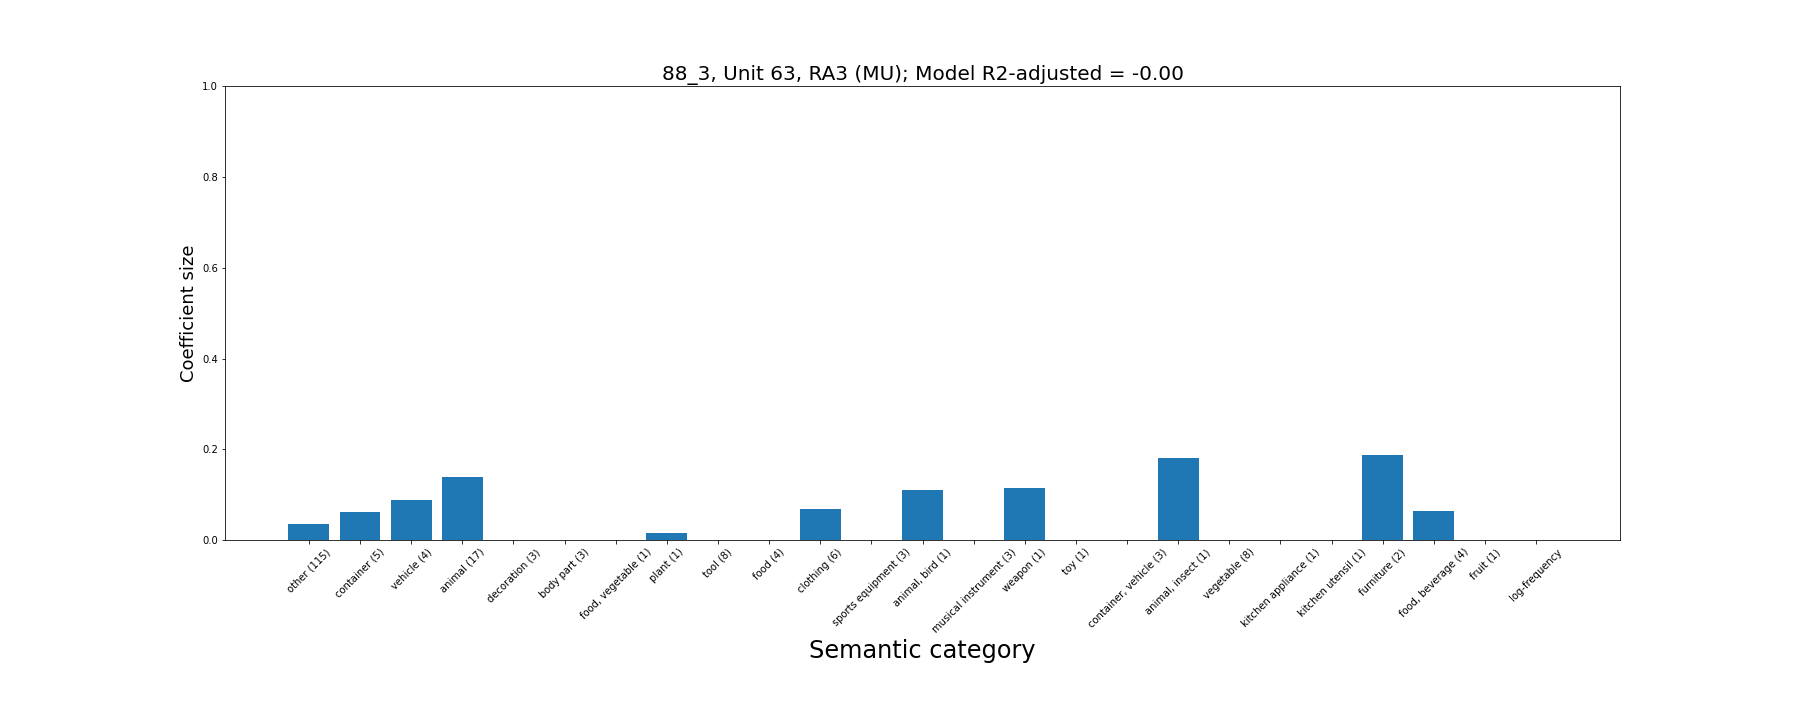 88_3, Unit 63, RA3 (MU); Model R2-adjusted = -0.00
Coefficient size
1.0
0.8
0.6
0.4
0.2
0.0
other (115)
container (5)
vehicle (4)
animal (17)
decoration (3)
body part (3)
food, vegetable (1)
plant (1)
tool (8)
food (4)
clothing (6)
sports equipment (3)
animal, bird (1)
musical instrument (3)
weapon (1)
toy (1)
container, vehicle (3)
animal, insect (1)
vegetable (8)
kitchen appliance (1)
kitchen utensil (1)
furniture (2)
food, beverage (4)
fruit (1)
log-frequency
Semantic category